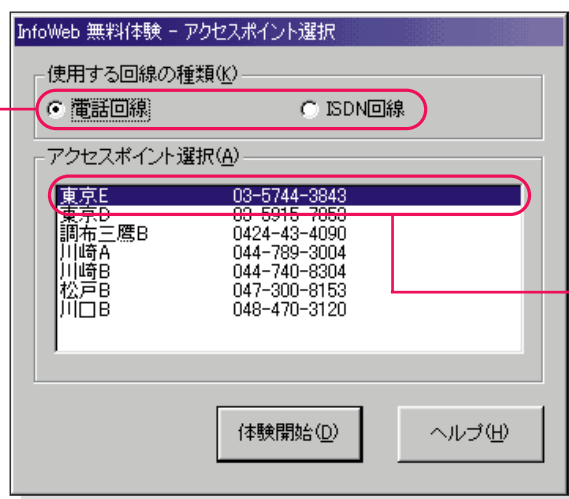 InfoWeb 無料体験 - アクセスポイント選択
使用する回線の種類(K)
電話回線 ISDN回線
アクセスポイント選択(A)
東京E 03-5744-3843
東京D 03-5915-7853
調布三鷹B 0424-43-4090
川崎A 044-789-3004
川崎B 044-740-8304
松戸B 047-300-8153
川口B 048-470-3120
体験開始(D) ヘルプ(H)